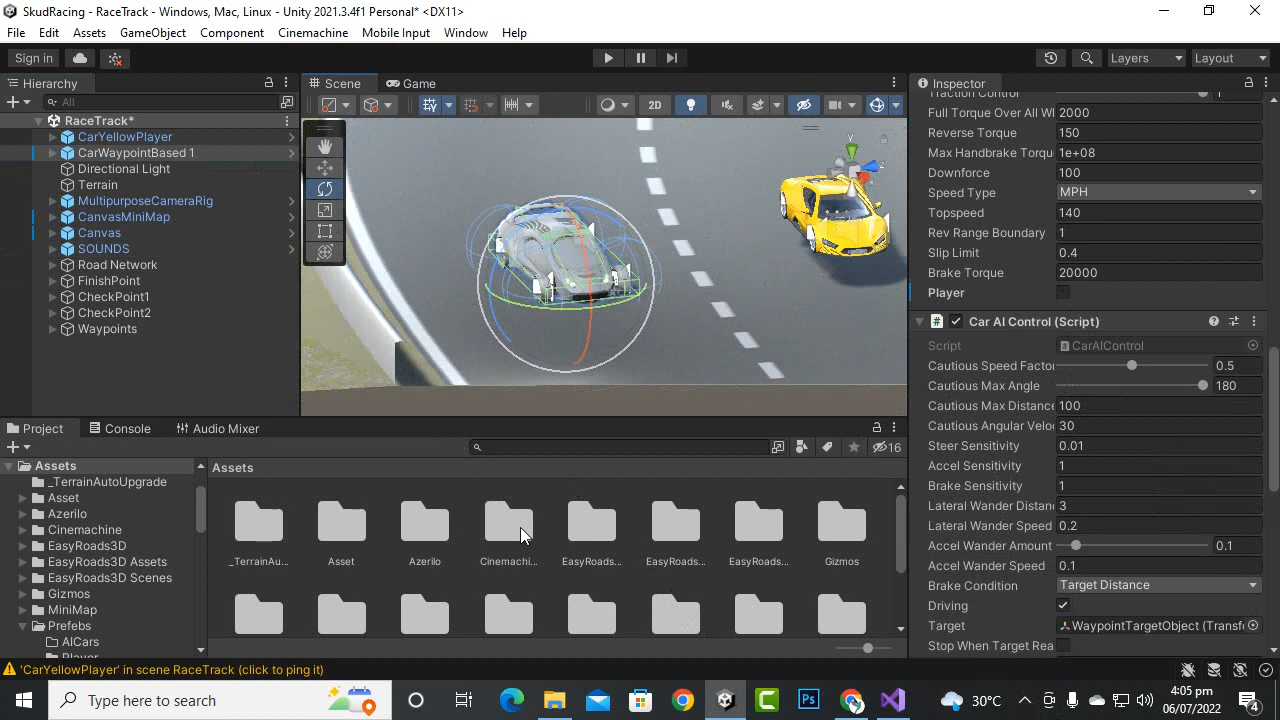 SkudRacing - RaceTrack - Windows, Mac, Linux - Unity 2021.3.4f1 Personal* <DX11>
File Edit Assets GameObject Component Cinemachine Mobile Input Window Help
Sign in Layers Layout
Hierarchy
All
RaceTrack*
CarYellowPlayer
CarWaypointBased 1
Directional Light
Terrain
MultipurposeCameraRig
CanvasMiniMap
Canvas
SOUNDS
Road Network
FinishPoint
CheckPoint1
CheckPoint2
Waypoints
Scene Game
2D
y
Inspector
Traction Control 1
Full Torque Over All Wl 2000
Reverse Torque 150
Max Handbrake Torqu 1e+08
Downforce 100
Speed Type MPH
Topspeed 140
Rev Range Boundary 1
Slip Limit 0.4
Brake Torque 20000
Player
Car AI Control (Script)
Script CarAIControl
Cautious Speed Factor 0.5
Cautious Max Angle 180
Cautious Max Distance 100
Cautious Angular Veloc 30
Steer Sensitivity 0.01
Accel Sensitivity 1
Brake Sensitivity 1
Lateral Wander Distanc 3
Lateral Wander Speed 0.2
Accel Wander Amount 0.1
Accel Wander Speed 0.1
Brake Condition Target Distance
Driving
Target WaypointTargetObject (Transfo
Stop When Target Rea
Project Console Audio Mixer
16
Assets
_TerrainAutoUpgrade
Asset
Azerilo
Cinemachine
EasyRoads3D
EasyRoads3D Assets
EasyRoads3D Scenes
Gizmos
MiniMap
Prefebs
AICars
Player
Assets
_TerrainAu... Asset Azerilo Cinemachi... EasyRoads... EasyRoads... EasyRoads... Gizmos
'CarYellowPlayer' in scene RaceTrack (click to ping it)
Type here to search
Ps
30°C
4:05 pm
06/07/2022
4